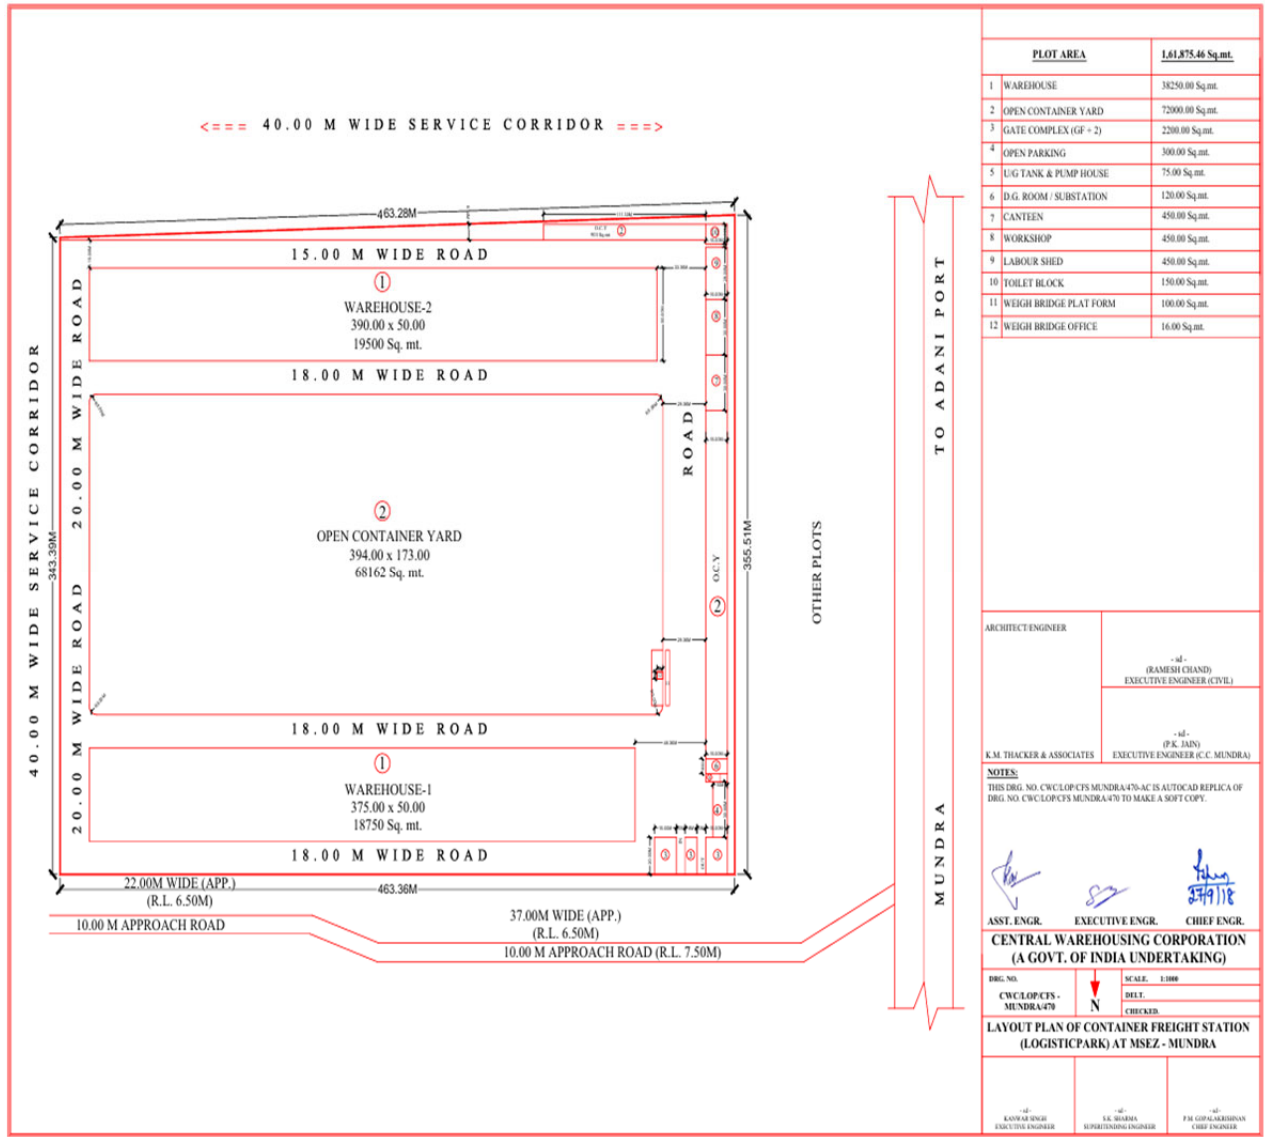 PLOT AREA 1,61,875.46 Sq.mt.
1 WAREHOUSE 38250.00 Sq.mt.
2 OPEN CONTAINER YARD 72000.00 Sq.mt.
3 GATE COMPLEX (GF + 2) 2200.00 Sq.mt.
4 OPEN PARKING 300.00 Sq.mt.
5 U/G TANK & PUMP HOUSE 75.00 Sq.mt.
6 D.G. ROOM / SUBSTATION 120.00 Sq.mt.
7 CANTEEN 450.00 Sq.mt.
8 WORKSHOP 450.00 Sq.mt.
9 LABOUR SHED 450.00 Sq.mt.
10 TOILET BLOCK 150.00 Sq.mt.
11 WEIGH BRIDGE PLAT FORM 100.00 Sq.mt.
12 WEIGH BRIDGE OFFICE 16.00 Sq.mt.
<=== 40.00 M WIDE SERVICE CORRIDOR ===>
463.28M
O.C.Y 2
10
15.00 M WIDE ROAD
9
1
WAREHOUSE-2
390.00 x 50.00
19500 Sq. mt.
8
18.00 M WIDE ROAD
7
40.00 M WIDE SERVICE CORRIDOR
343.39M
20.00 M WIDE ROAD
20.00 M WIDE ROAD
2
OPEN CONTAINER YARD
394.00 x 173.00
68162 Sq. mt.
ROAD
O.C.Y
2
355.51M
OTHER PLOTS
TO ADANI PORT
MUNDRA
18.00 M WIDE ROAD
6
1
WAREHOUSE-1
375.00 x 50.00
18750 Sq. mt.
4
18.00 M WIDE ROAD
3 3 3
463.36M
22.00M WIDE (APP.)
(R.L. 6.50M)
10.00 M APPROACH ROAD
37.00M WIDE (APP.)
(R.L. 6.50M)
10.00 M APPROACH ROAD (R.L. 7.50M)
ARCHITECT/ENGINEER
- sd -
(RAMESH CHAND)
EXECUTIVE ENGINEER (CIVIL)
- sd -
(P.K. JAIN)
K.M. THACKER & ASSOCIATES EXECUTIVE ENGINEER (C.C. MUNDRA)
NOTES:
THIS DRG. NO. CWC/LOP/CFS MUNDRA/470-AC IS AUTOCAD REPLICA OF
DRG. NO. CWC/LOP/CFS MUNDRA/470 TO MAKE A SOFT COPY.
27/9/18
ASST. ENGR. EXECUTIVE ENGR. CHIEF ENGR.
CENTRAL WAREHOUSING CORPORATION
(A GOVT. OF INDIA UNDERTAKING)
DRG. NO.
CWC/LOP/CFS -
MUNDRA/470
N
SCALE. 1:1000
DELT.
CHECKED.
LAYOUT PLAN OF CONTAINER FREIGHT STATION
(LOGISTICPARK) AT MSEZ - MUNDRA
- sd - - sd - - sd -
KANWAR SINGH S.K. SHARMA P.M. GOPALAKRISHNAN
EXECUTIVE ENGINEER SUPERITENDING ENGINEER CHIEF ENGINEER